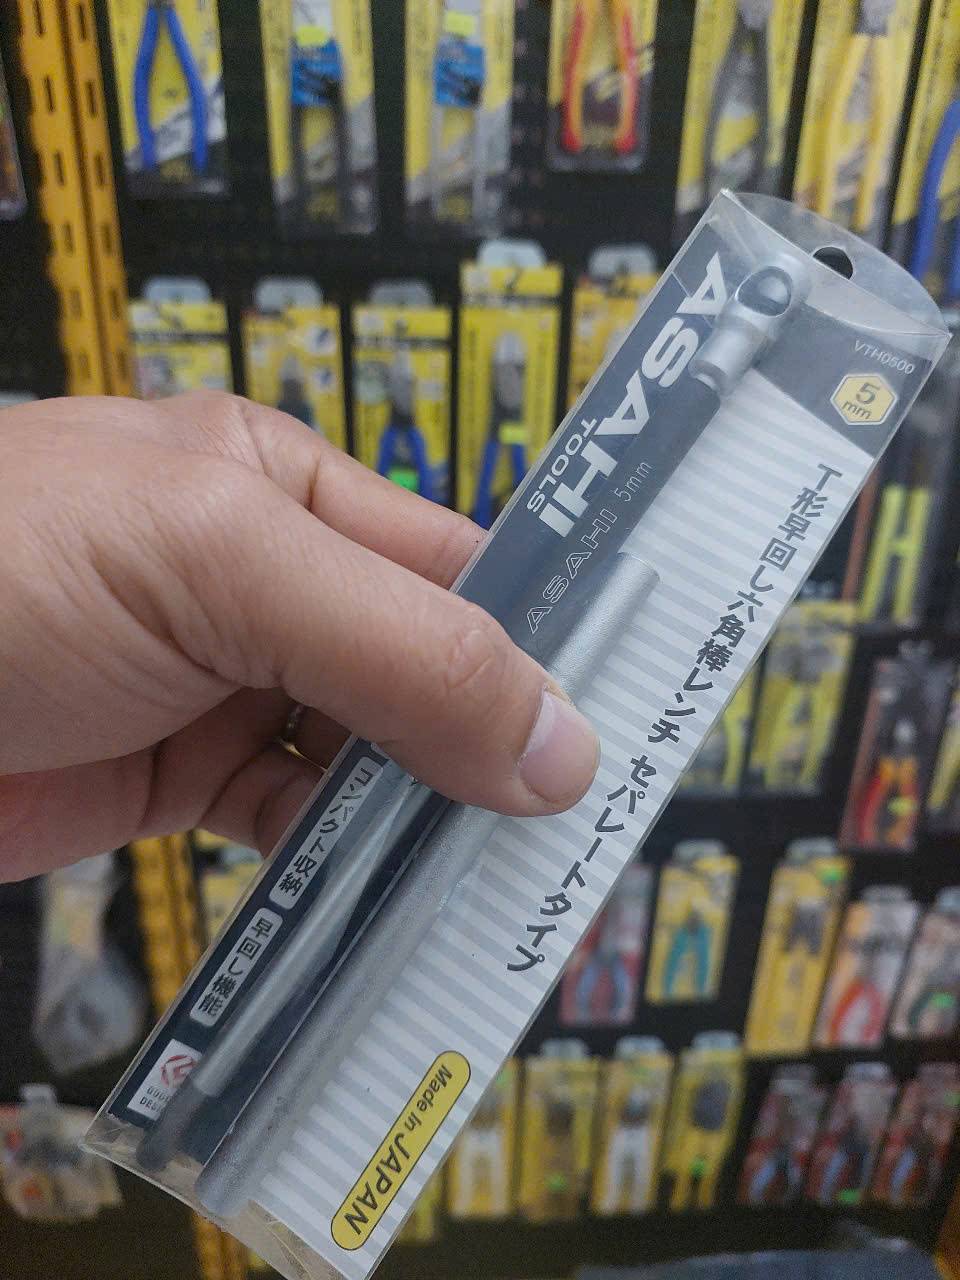 ASAHI
TOOLS
ASAHI 5mm
VTH0500
5
mm
T形早回し六角棒レンチ セパレートタイプ
コンパクト収納
早回し機能
Made In JAPAN